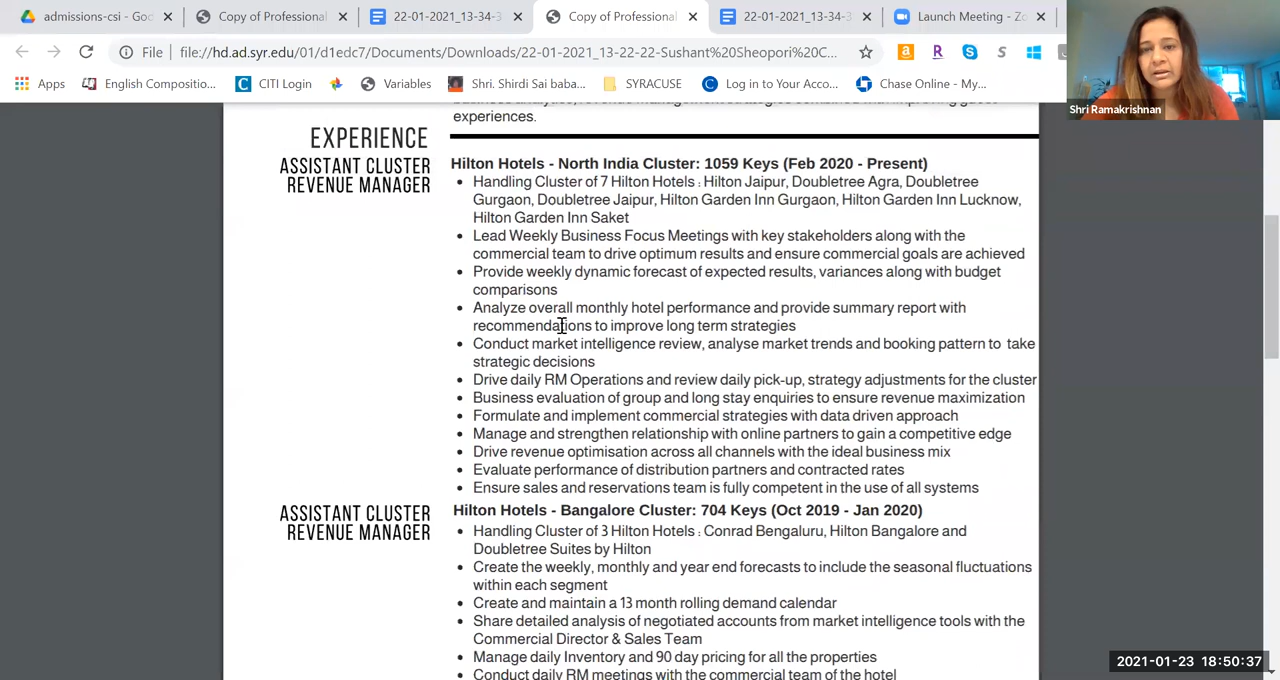 admissions-csi - Goo
Copy of Professional
22-01-2021_13-34-3
Copy of Professional
22-01-2021_13-34-3
Launch Meeting - Zo
File
file://hd.ad.syr.edu/01/d1edc7/Documents/Downloads/22-01-2021_13-22-22-Sushant%20Sheopori%20C...
Apps
English Compositio...
CITI Login
Variables
Shri. Shirdi Sai baba...
SYRACUSE
Log in to Your Acco...
Chase Online - My...
Shri Ramakrishnan
experiences.
EXPERIENCE
ASSISTANT CLUSTER
REVENUE MANAGER
Hilton Hotels - North India Cluster: 1059 Keys (Feb 2020 - Present)
Handling Cluster of 7 Hilton Hotels : Hilton Jaipur, Doubletree Agra, Doubletree
Gurgaon, Doubletree Jaipur, Hilton Garden Inn Gurgaon, Hilton Garden Inn Lucknow,
Hilton Garden Inn Saket
Lead Weekly Business Focus Meetings with key stakeholders along with the
commercial team to drive optimum results and ensure commercial goals are achieved
Provide weekly dynamic forecast of expected results, variances along with budget
comparisons
Analyze overall monthly hotel performance and provide summary report with
recommendations to improve long term strategies
Conduct market intelligence review, analyse market trends and booking pattern to take
strategic decisions
Drive daily RM Operations and review daily pick-up, strategy adjustments for the cluster
Business evaluation of group and long stay enquiries to ensure revenue maximization
Formulate and implement commercial strategies with data driven approach
Manage and strengthen relationship with online partners to gain a competitive edge
Drive revenue optimisation across all channels with the ideal business mix
Evaluate performance of distribution partners and contracted rates
Ensure sales and reservations team is fully competent in the use of all systems
ASSISTANT CLUSTER
REVENUE MANAGER
Hilton Hotels - Bangalore Cluster: 704 Keys (Oct 2019 - Jan 2020)
Handling Cluster of 3 Hilton Hotels : Conrad Bengaluru, Hilton Bangalore and
Doubletree Suites by Hilton
Create the weekly, monthly and year end forecasts to include the seasonal fluctuations
within each segment
Create and maintain a 13 month rolling demand calendar
Share detailed analysis of negotiated accounts from market intelligence tools with the
Commercial Director & Sales Team
Manage daily Inventory and 90 day pricing for all the properties
Conduct daily RM meetings with the commercial team of the hotel
2021-01-23 18:50:37